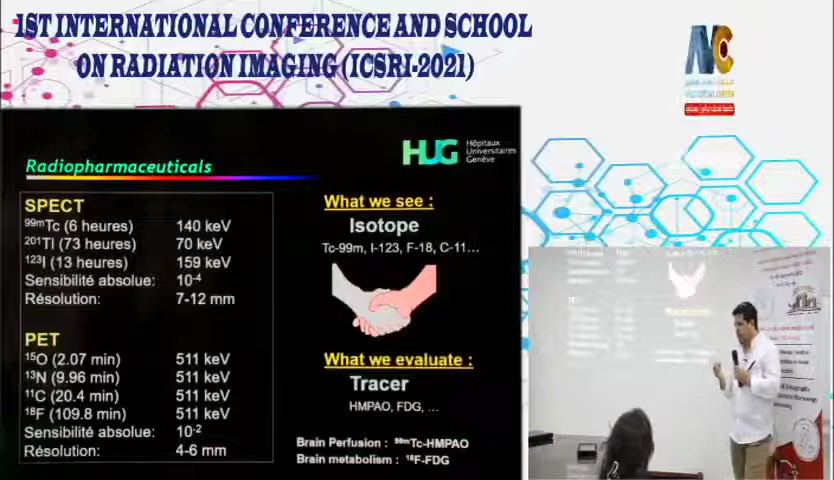 1ST INTERNATIONAL CONFERENCE AND SCHOOL
ON RADIATION IMAGING (ICSRI-2021)
HUG
Hôpitaux
Universitaires
Genève
Radiopharmaceuticals
SPECT
⁹⁹ᵐTc (6 heures) 140 keV
²⁰¹Tl (73 heures) 70 keV
¹²³I (13 heures) 159 keV
Sensibilité absolue: 10⁻⁴
Résolution: 7-12 mm
PET
¹⁵O (2.07 min) 511 keV
¹³N (9.96 min) 511 keV
¹¹C (20.4 min) 511 keV
¹⁸F (109.8 min) 511 keV
Sensibilité absolue: 10⁻²
Résolution: 4-6 mm
What we see :
Isotope
Tc-99m, I-123, F-18, C-11...
What we evaluate :
Tracer
HMPAO, FDG, ...
Brain Perfusion : ⁹⁹ᵐTc-HMPAO
Brain metabolism : ¹⁸F-FDG